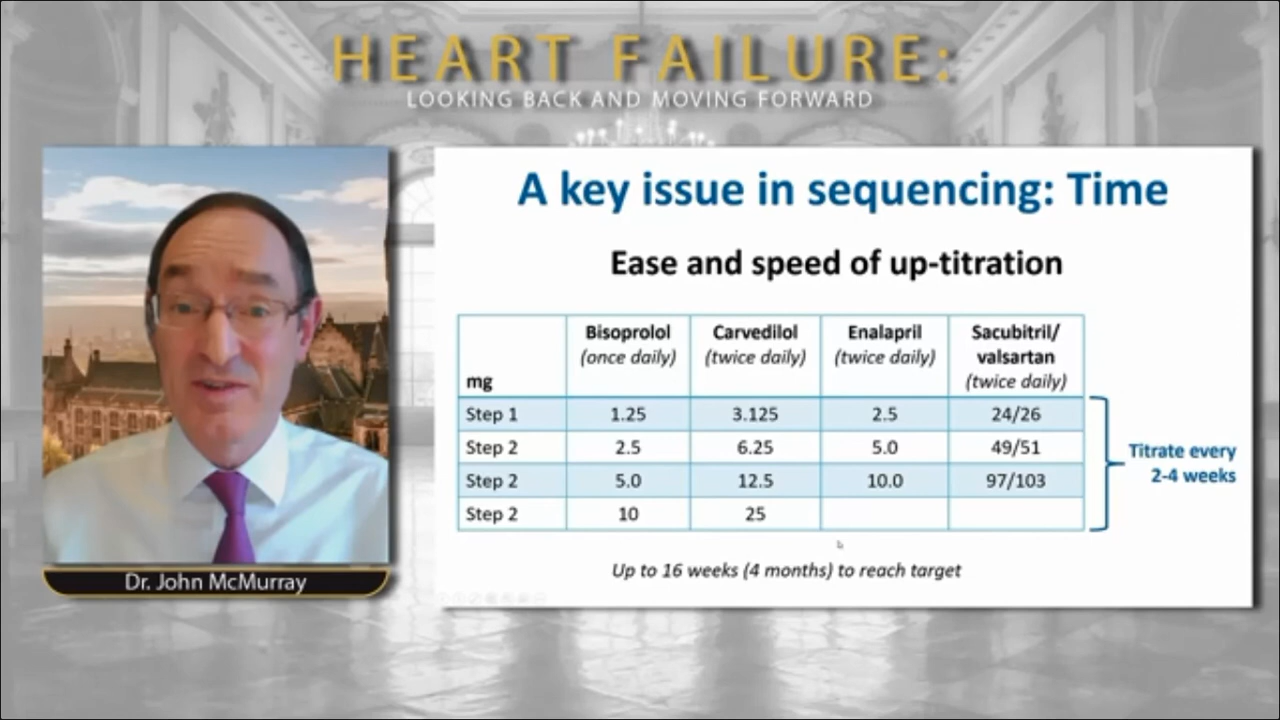 HEART FAILURE:
LOOKING BACK AND MOVING FORWARD
Dr. John McMurray
A key issue in sequencing: Time
Ease and speed of up-titration
mg Bisoprolol (once daily) Carvedilol (twice daily) Enalapril (twice daily) Sacubitril/ valsartan (twice daily)
Step 1 1.25 3.125 2.5 24/26
Step 2 2.5 6.25 5.0 49/51
Step 2 5.0 12.5 10.0 97/103
Step 2 10 25
Titrate every
2-4 weeks
Up to 16 weeks (4 months) to reach target